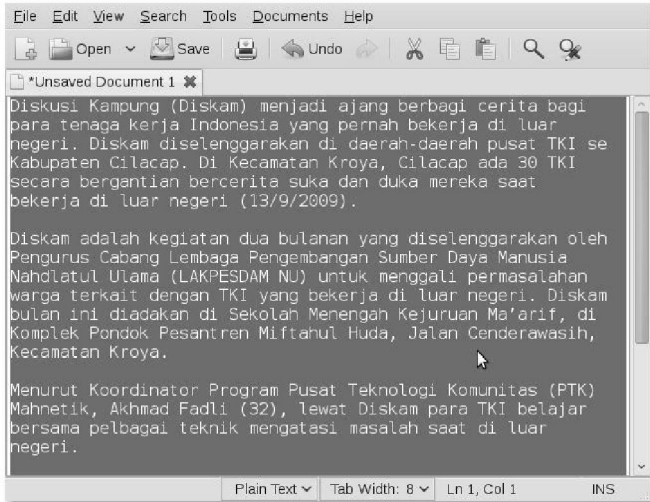 File Edit View Search Tools Documents Help
Open Save Undo
*Unsaved Document 1
Diskusi Kampung (Diskam) menjadi ajang berbagi cerita bagi
para tenaga kerja Indonesia yang pernah bekerja di luar
negeri. Diskam diselenggarakan di daerah-daerah pusat TKI se
Kabupaten Cilacap. Di Kecamatan Kroya, Cilacap ada 30 TKI
secara bergantian bercerita suka dan duka mereka saat
bekerja di luar negeri (13/9/2009).
Diskam adalah kegiatan dua bulanan yang diselenggarakan oleh
Pengurus Cabang Lembaga Pengembangan Sumber Daya Manusia
Nahdlatul Ulama (LAKPESDAM NU) untuk menggali permasalahan
warga terkait dengan TKI yang bekerja di luar negeri. Diskam
bulan ini diadakan di Sekolah Menengah Kejuruan Ma'arif, di
Komplek Pondok Pesantren Miftahul Huda, Jalan Cenderawasih,
Kecamatan Kroya.
Menurut Koordinator Program Pusat Teknologi Komunitas (PTK)
Mahnetik, Akhmad Fadli (32), lewat Diskam para TKI belajar
bersama pelbagai teknik mengatasi masalah saat di luar
negeri.
Plain Text Tab Width: 8 Ln 1, Col 1 INS